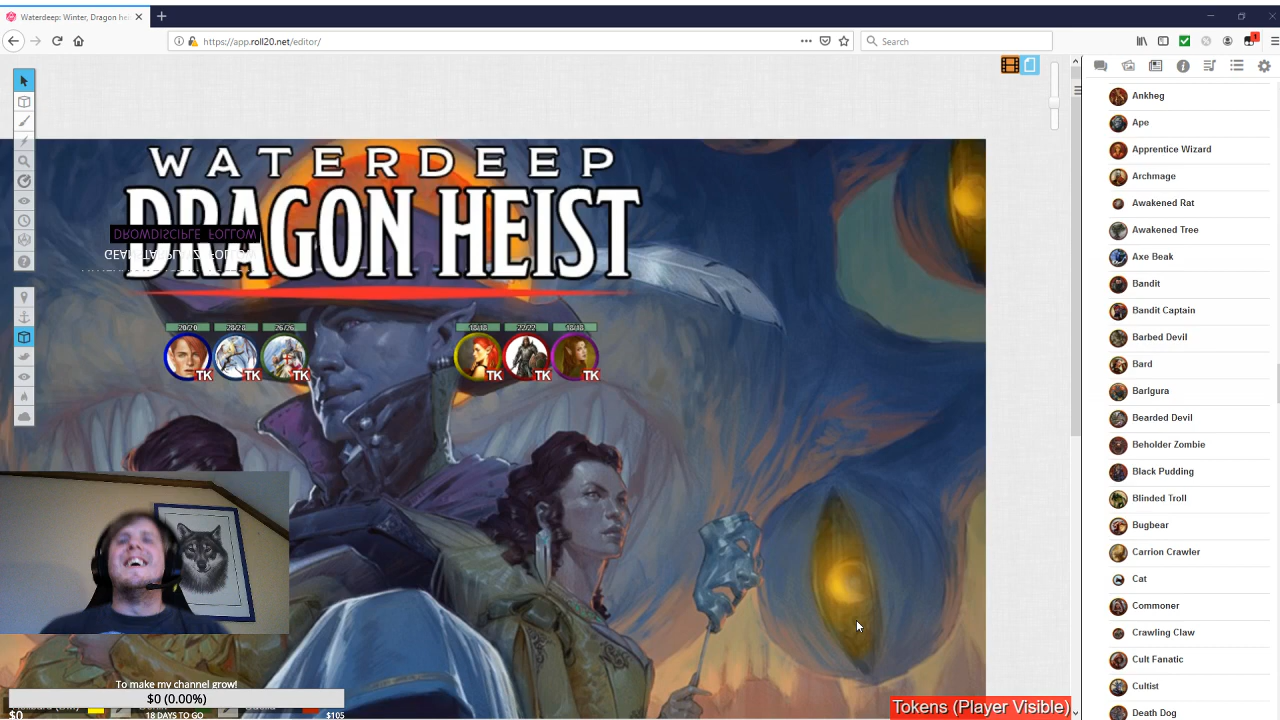 Waterdeep: Winter, Dragon hei
https://app.roll20.net/editor/
Search
1
WATERDEEP
DRAGON HEIST
DROWDISCIPLE FOLLOW
20/20 28/28 26/26
18/18 22/22 18/18
TK TK TK
TK TK TK
To make my channel grow!
$0 (0.00%)
$0
18 DAYS TO GO
$105
Tokens (Player Visible)
Ankheg
Ape
Apprentice Wizard
Archmage
Awakened Rat
Awakened Tree
Axe Beak
Bandit
Bandit Captain
Barbed Devil
Bard
Barlgura
Bearded Devil
Beholder Zombie
Black Pudding
Blinded Troll
Bugbear
Carrion Crawler
Cat
Commoner
Crawling Claw
Cult Fanatic
Cultist
Death Dog